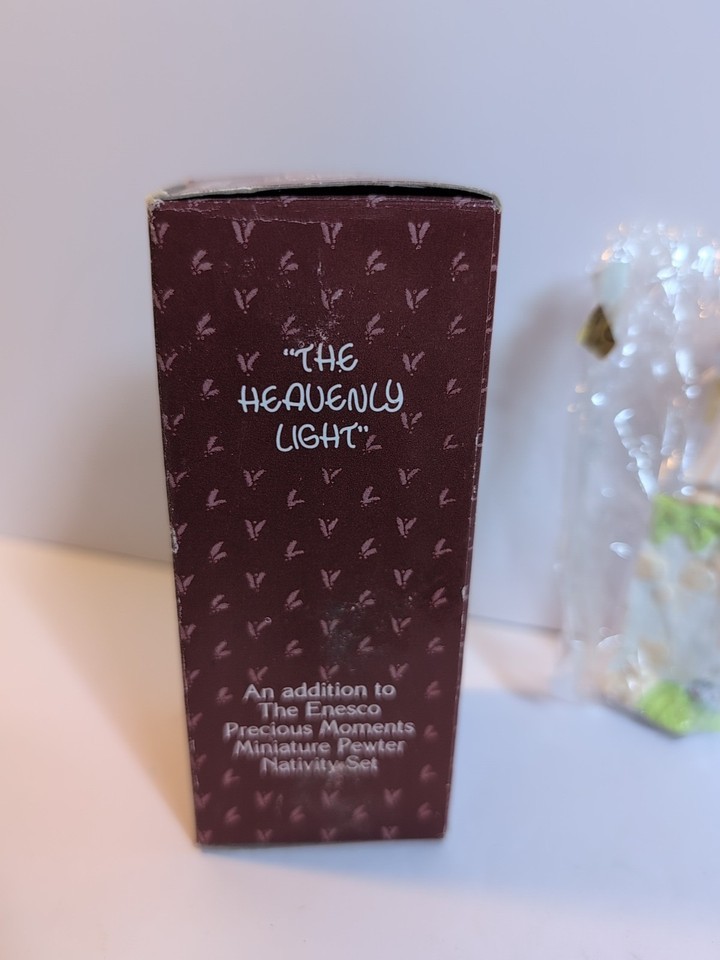 "THE
HEAVENLY
LIGHT"
An addition to
The Enesco
Precious Moments
Miniature Pewter
Nativity Set